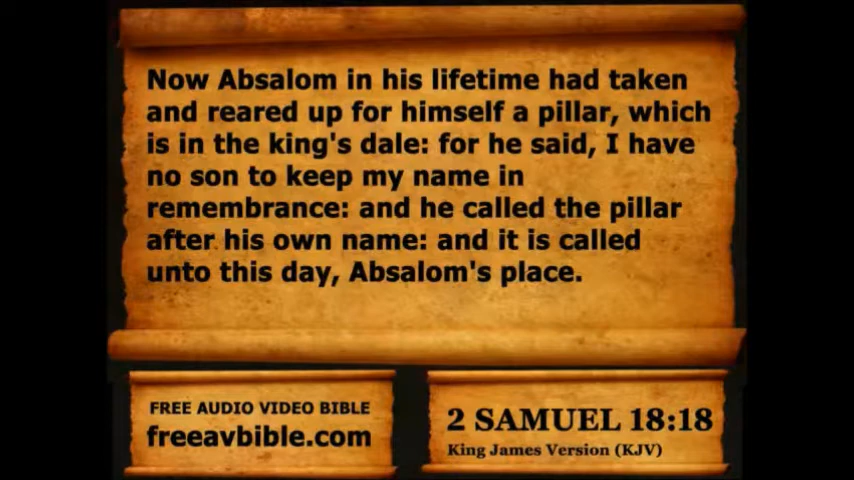 Now Absalom in his lifetime had taken
and reared up for himself a pillar, which
is in the king's dale: for he said, I have
no son to keep my name in
remembrance: and he called the pillar
after his own name: and it is called
unto this day, Absalom's place.
FREE AUDIO VIDEO BIBLE
freeavbible.com
2 SAMUEL 18:18
King James Version (KJV)